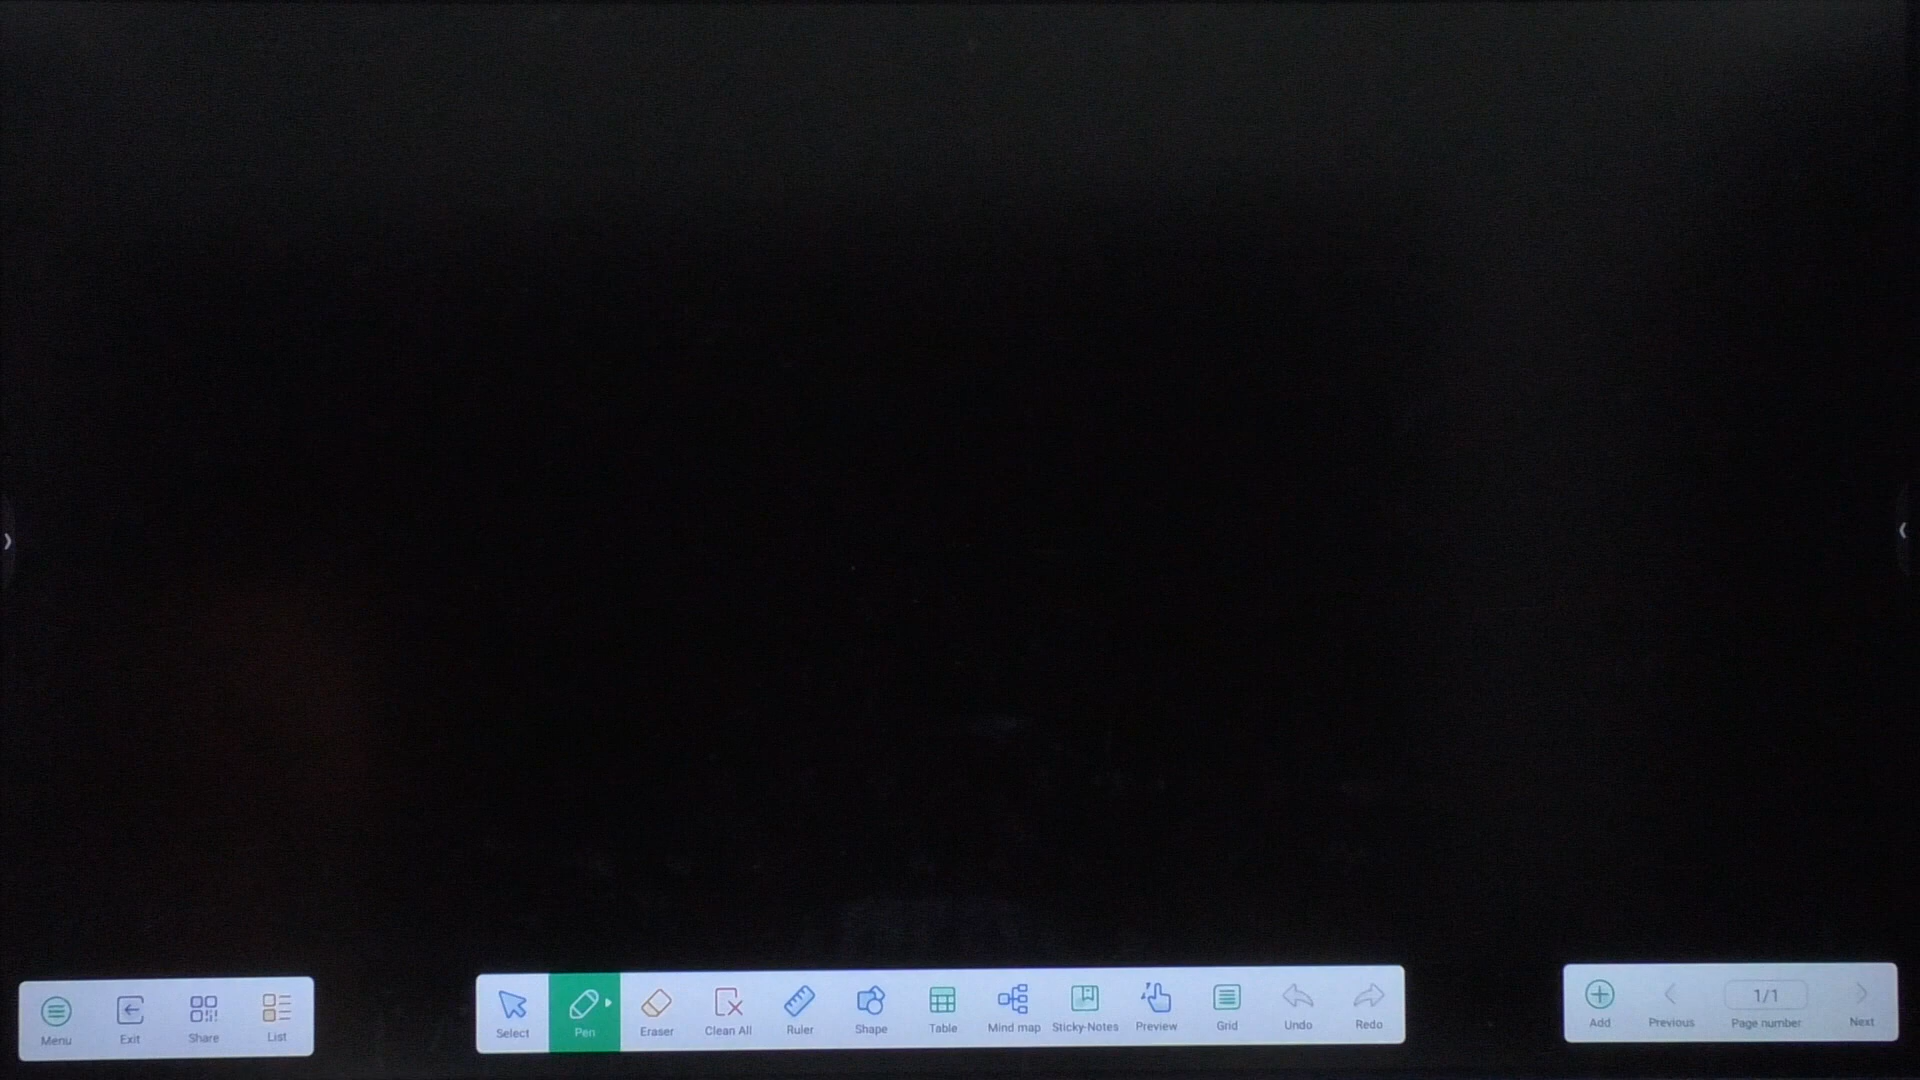 Menu Exit Share List
Select Pen Eraser Clean All Ruler Shape Table Mind map Sticky-Notes Preview Grid Undo Redo
Add Previous 1/1 Page number Next